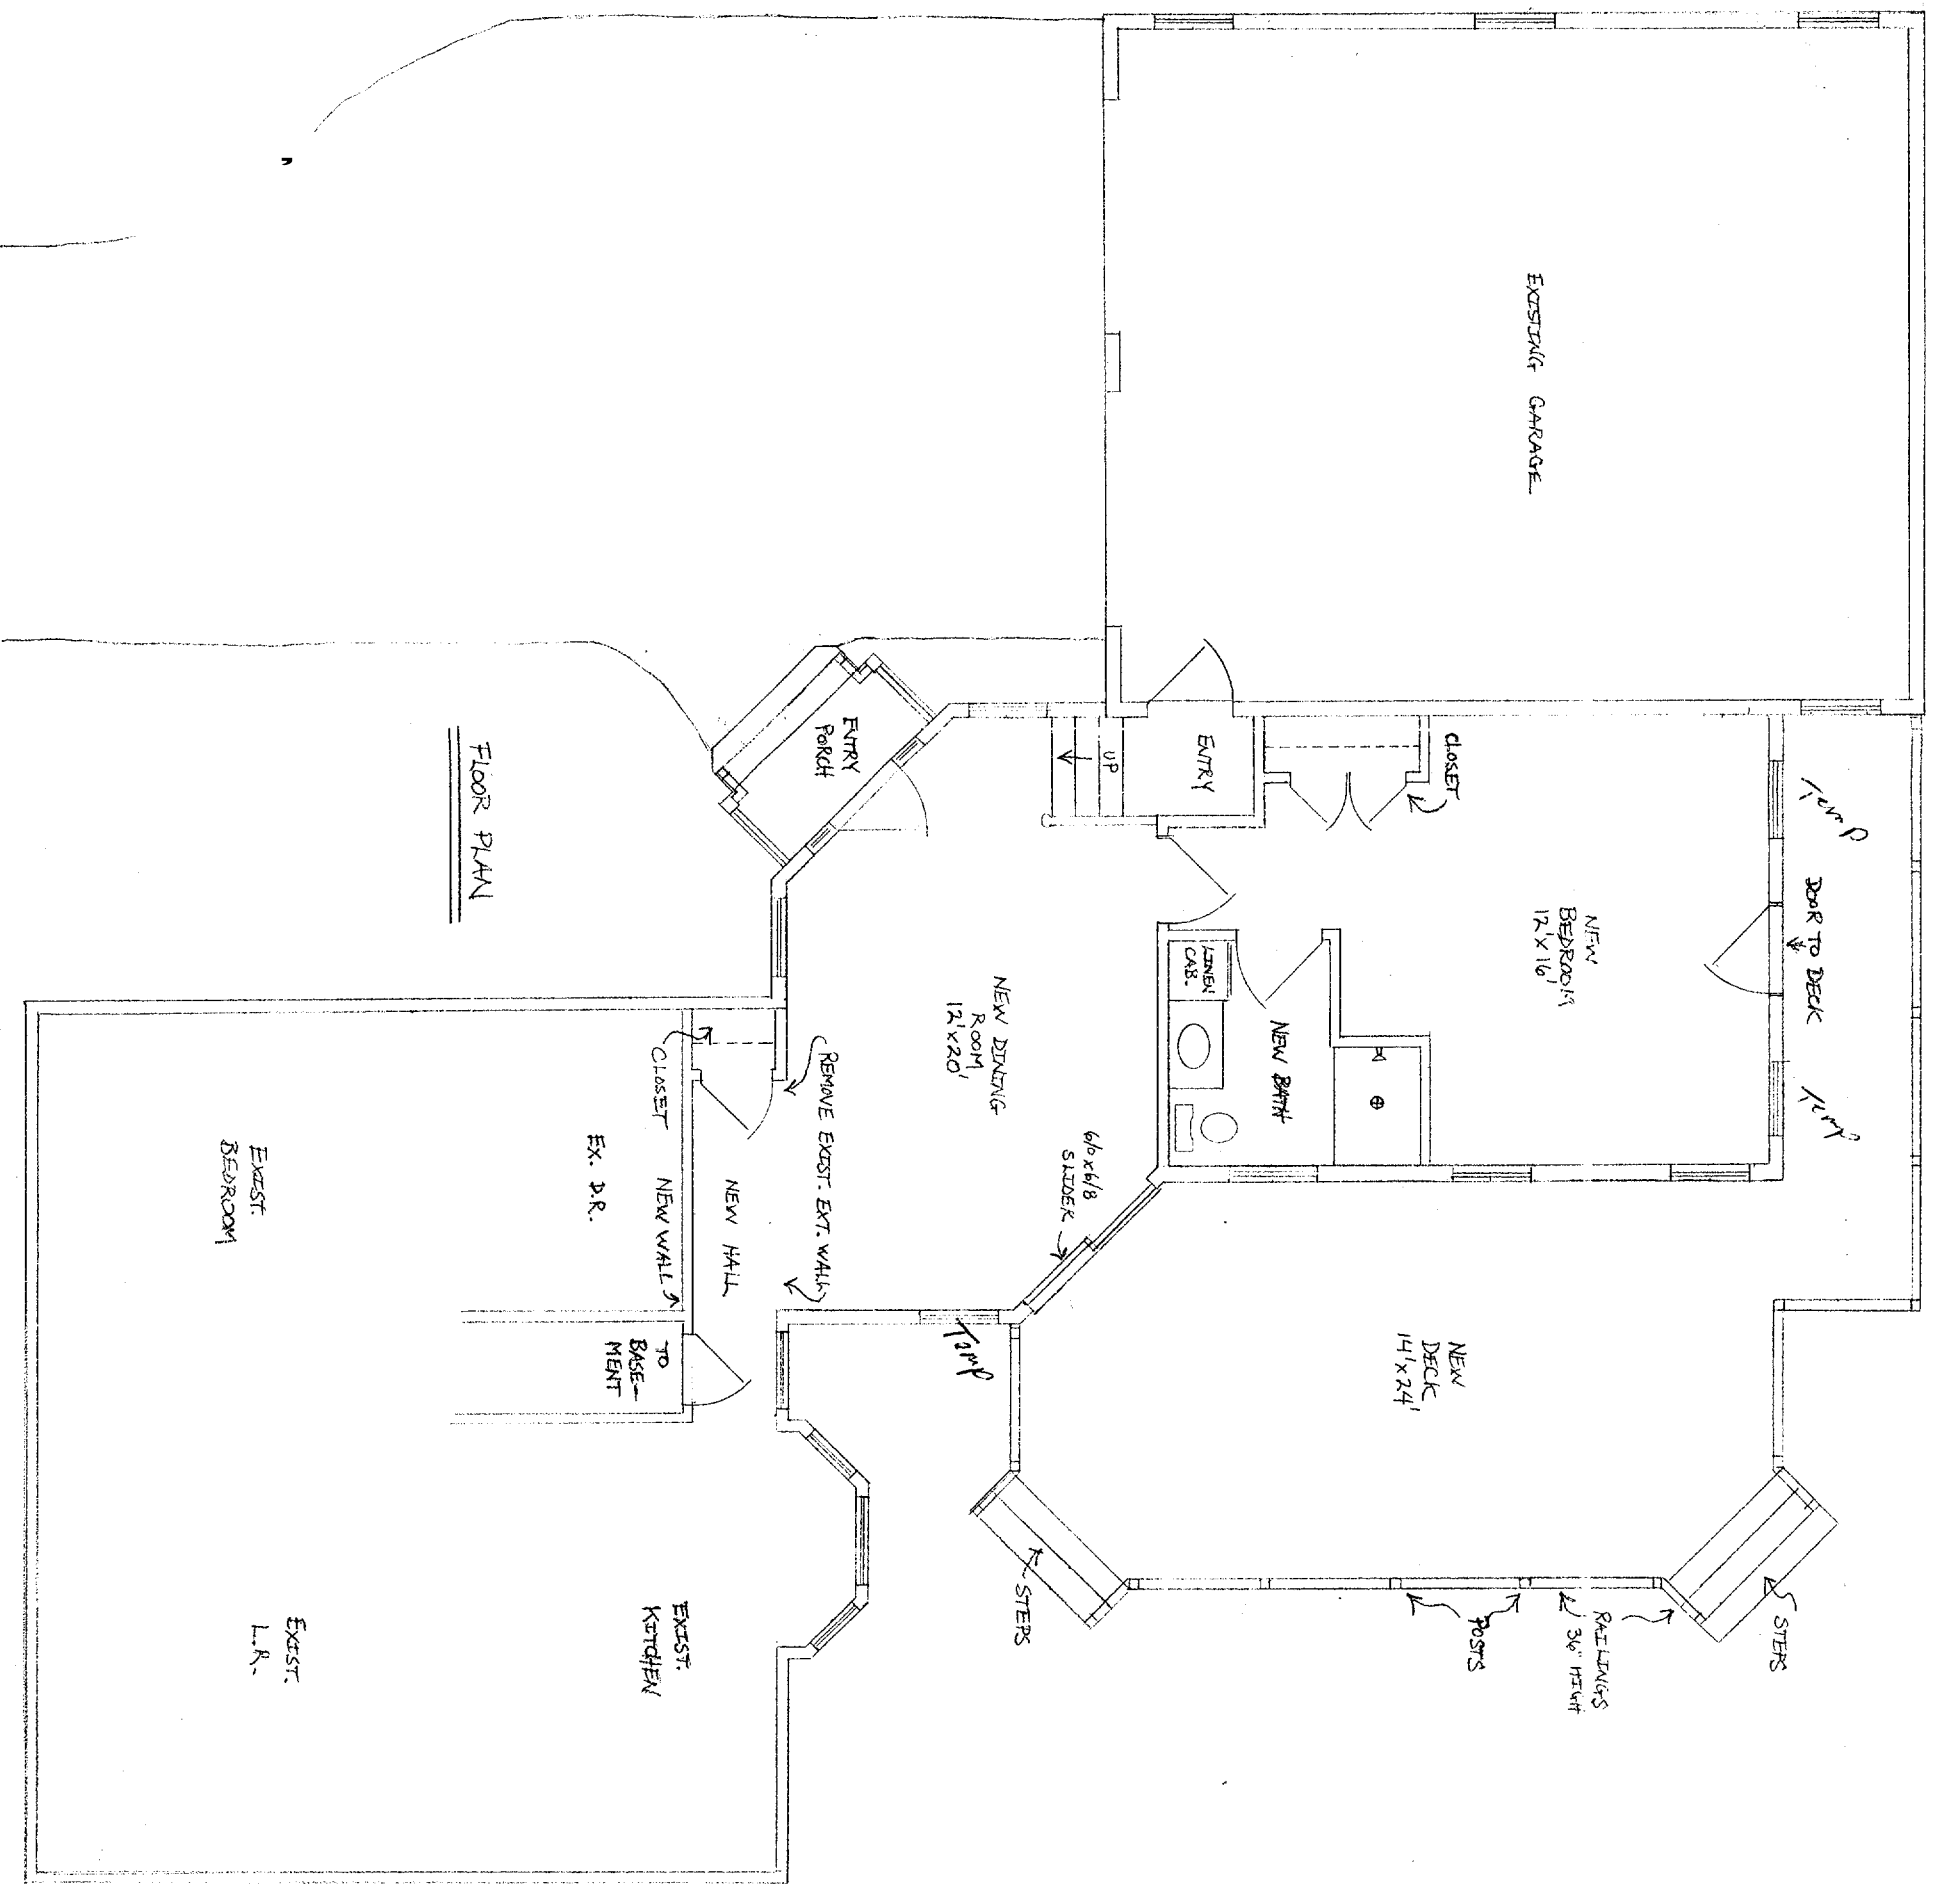 EXISTING GARAGE
CLOSET
ENTRY
UP
ENTRY
PORCH
FLOOR PLAN
Temp
DOOR TO DECK
Temp
NEW
BEDROOM
12'x16'
LINEN
CAB.
NEW BATH
NEW DINING
ROOM
12'x20'
6/0x6/8
SLIDER
REMOVE EXIST. EXT. WALL
CLOSET
NEW WALL
NEW HALL
EX. D.R.
EXIST.
BEDROOM
TO
BASE-
MENT
Temp
NEW
DECK
14'x24'
STEPS
RAILINGS
36" HIGH
POSTS
STEPS
EXIST.
KITCHEN
EXIST.
L.R.